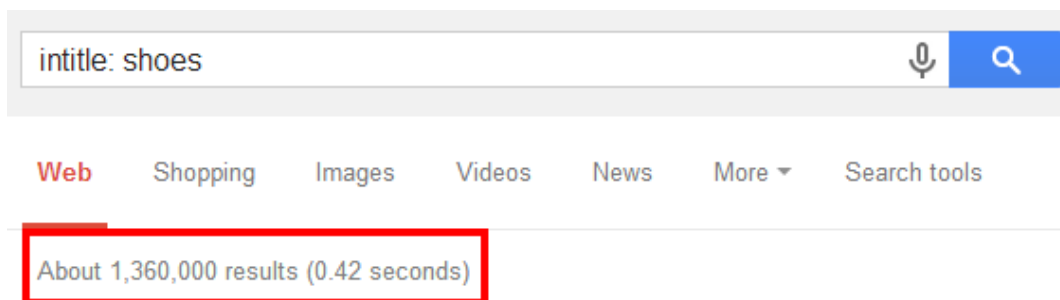 intitle: shoes
Web Shopping Images Videos News More Search tools
About 1,360,000 results (0.42 seconds)